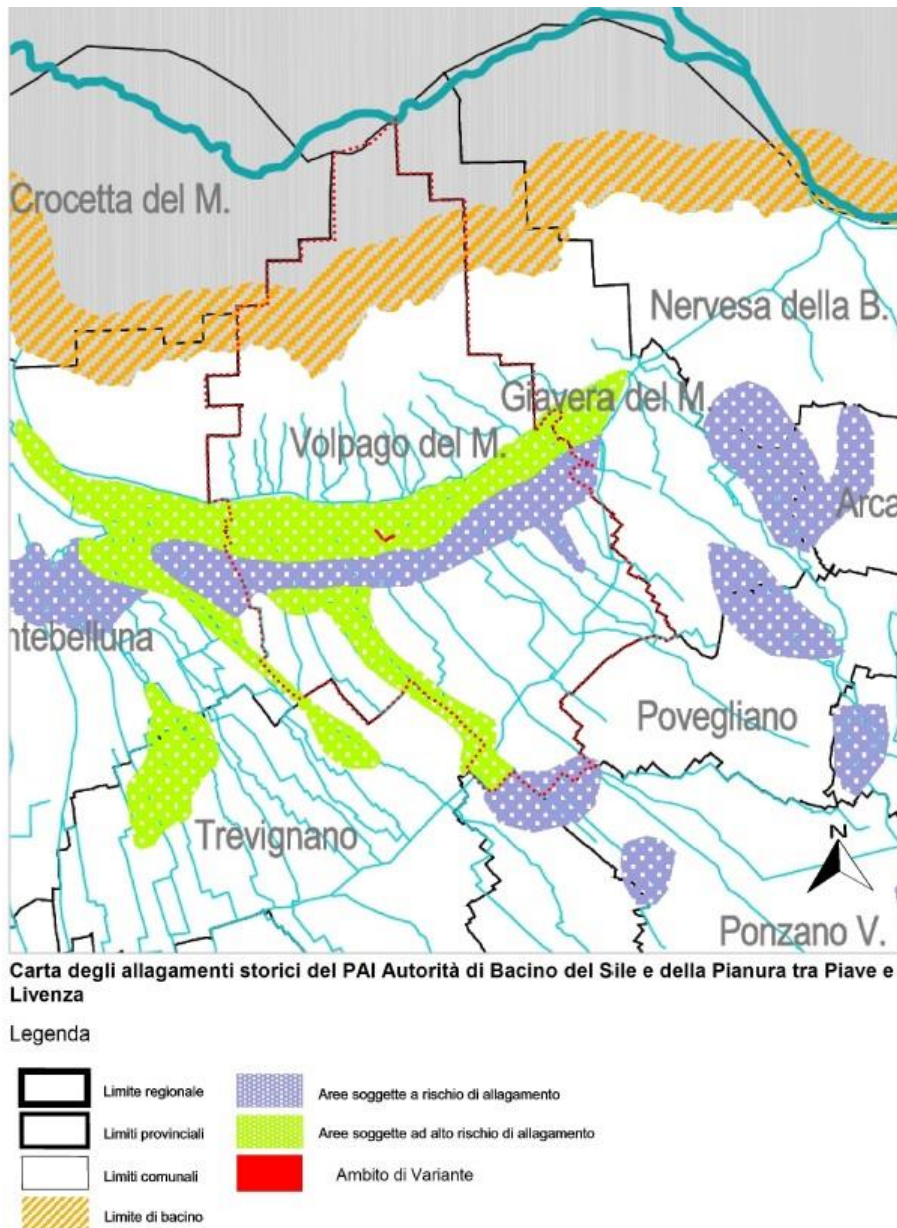 Crocetta del M.
Nervesa della B.
Giavera del M.
Volpago del M.
Arca
ntebelluna
Povegliano
Trevignano
N
Ponzano V.
Carta degli allagamenti storici del PAI Autorità di Bacino del Sile e della Pianura tra Piave e
Livenza
Legenda
Limite regionale
Aree soggette a rischio di allagamento
Limiti provinciali
Aree soggette ad alto rischio di allagamento
Limiti comunali
Ambito di Variante
Limite di bacino